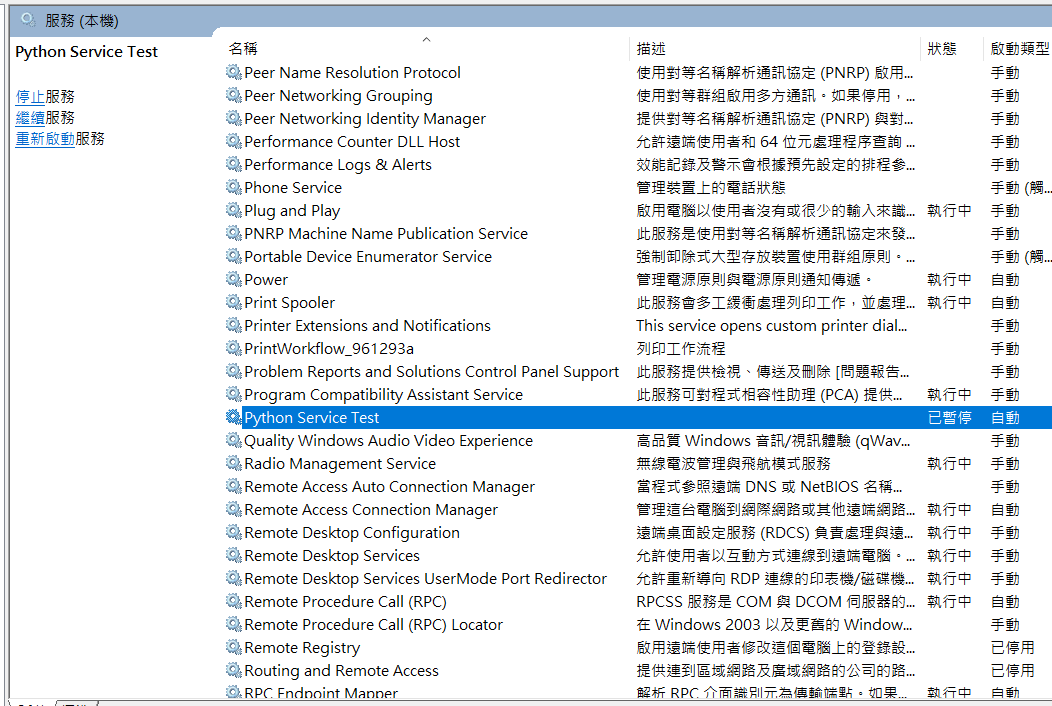 服務 (本機)
Python Service Test
停止服務
繼續服務
重新啟動服務
名稱 描述 狀態 啟動類型
Peer Name Resolution Protocol 使用對等名稱解析通訊協定 (PNRP) 啟用... 手動
Peer Networking Grouping 使用對等群組啟用多方通訊。如果停用，... 手動
Peer Networking Identity Manager 提供對等名稱解析通訊協定 (PNRP) 與對... 手動
Performance Counter DLL Host 允許遠端使用者和 64 位元處理程序查詢 ... 手動
Performance Logs & Alerts 效能記錄及警示會根據預先設定的排程參... 手動
Phone Service 管理裝置上的電話狀態 手動 (觸...
Plug and Play 啟用電腦以使用者沒有或很少的輸入來識... 執行中 手動
PNRP Machine Name Publication Service 此服務是使用對等名稱解析通訊協定來發... 手動
Portable Device Enumerator Service 強制卸除式大型存放裝置使用群組原則。... 手動 (觸...
Power 管理電源原則與電源原則通知傳遞。 執行中 自動
Print Spooler 此服務會多工緩衝處理列印工作，並處理... 執行中 自動
Printer Extensions and Notifications This service opens custom printer dial... 手動
PrintWorkflow_961293a 列印工作流程 手動
Problem Reports and Solutions Control Panel Support 此服務提供檢視、傳送及刪除 [問題報告... 手動
Program Compatibility Assistant Service 此服務可對程式相容性助理 (PCA) 提供... 執行中 手動
Python Service Test 已暫停 自動
Quality Windows Audio Video Experience 高品質 Windows 音訊/視訊體驗 (qWav... 手動
Radio Management Service 無線電波管理與飛航模式服務 執行中 手動
Remote Access Auto Connection Manager 當程式參照遠端 DNS 或 NetBIOS 名稱... 手動
Remote Access Connection Manager 管理這台電腦到網際網路或其他遠端網路... 執行中 自動
Remote Desktop Configuration 遠端桌面設定服務 (RDCS) 負責處理與遠... 執行中 手動
Remote Desktop Services 允許使用者以互動方式連線到遠端電腦。... 執行中 手動
Remote Desktop Services UserMode Port Redirector 允許重新導向 RDP 連線的印表機/磁碟機... 執行中 手動
Remote Procedure Call (RPC) RPCSS 服務是 COM 與 DCOM 伺服器的... 執行中 自動
Remote Procedure Call (RPC) Locator 在 Windows 2003 以及更舊的 Window... 手動
Remote Registry 啟用遠端使用者修改這個電腦上的登錄設... 已停用
Routing and Remote Access 提供連到區域網路及廣域網路的公司的路... 已停用
RPC Endpoint Mapper 解析 RPC 介面識別元為傳輸端點。如果... 執行中 自動